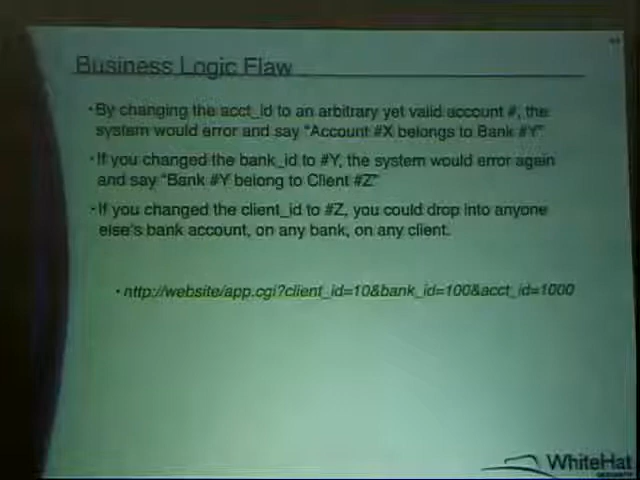 Business Logic Flaw
•By changing the acct_id to an arbitrary yet valid account #, the
system would error and say "Account #X belongs to Bank #Y"
•If you changed the bank_id to #Y, the system would error again
and say "Bank #Y belong to Client #Z"
•If you changed the client_id to #Z, you could drop into anyone
else's bank account, on any bank, on any client.
• http://website/app.cgi?client_id=10&bank_id=100&acct_id=1000
WhiteHat
SECURITY